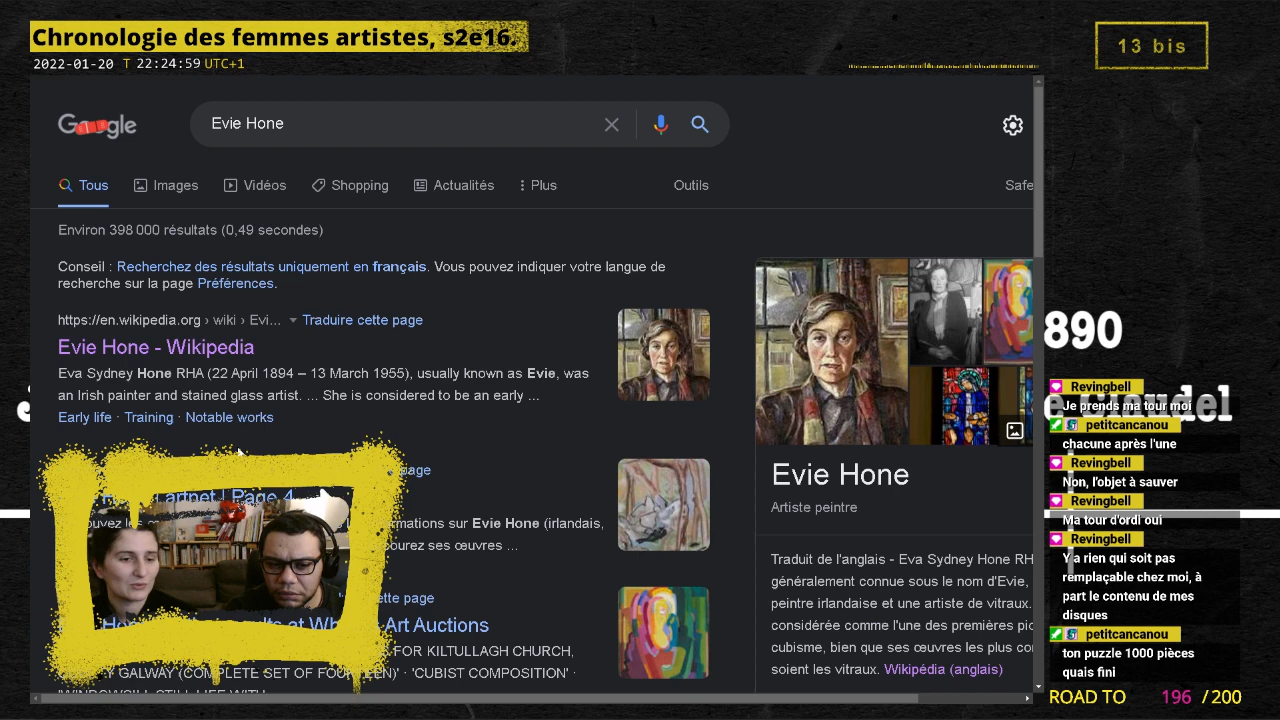 Chronologie des femmes artistes, s2e16.
2022-01-20 T 22:24:59 UTC+1
13 bis
Google
Evie Hone
Tous
Images
Vidéos
Shopping
Actualités
Plus
Outils
Safe
Environ 398 000 résultats (0,49 secondes)
Conseil : Recherchez des résultats uniquement en français. Vous pouvez indiquer votre langue de
recherche sur la page Préférences.
https://en.wikipedia.org › wiki › Evi... Traduire cette page
Evie Hone - Wikipedia
Eva Sydney Hone RHA (22 April 1894 – 13 March 1955), usually known as Evie, was
an Irish painter and stained glass artist. ... She is considered to be an early ...
Early life · Training · Notable works
page
artnet | Page 4
sur Evie Hone (irlandais,
ses œuvres ...
cette page
at Art Auctions
FOR KILTULLAGH CHURCH,
GALWAY (COMPLETE SET OF · 'CUBIST COMPOSITION' ·
Evie Hone
Artiste peintre
Traduit de l'anglais - Eva Sydney Hone RH
généralement connue sous le nom d'Evie,
peintre irlandaise et une artiste de vitraux.
considérée comme l'une des premières pio
cubisme, bien que ses œuvres les plus co
soient les vitraux. Wikipédia (anglais)
890
Revingbell
Je prends ma tour moi
petitcancanou
chacune après l'une
Revingbell
Non, l'objet à sauver
Revingbell
Ma tour d'ordi oui
Revingbell
Y'a rien qui soit pas
remplaçable chez moi, à
part le contenu de mes
disques
petitcancanou
ton puzzle 1000 pièces
quais fini
ROAD TO 196 / 200